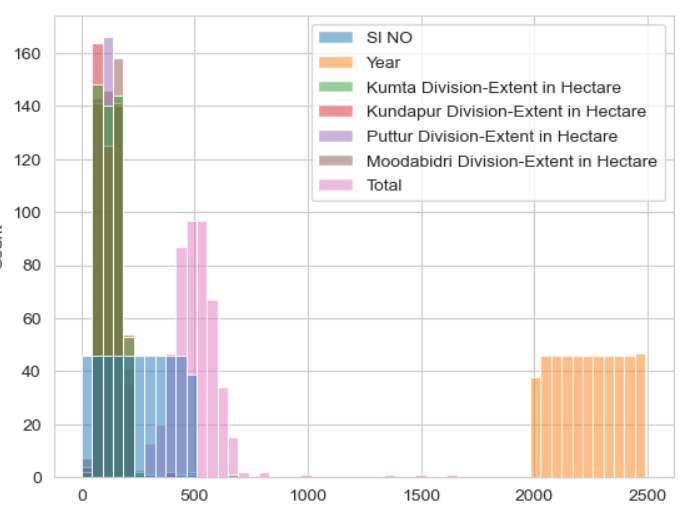 SI NO
Year
Kumta Division-Extent in Hectare
Kundapur Division-Extent in Hectare
Puttur Division-Extent in Hectare
Moodabidri Division-Extent in Hectare
Total
160
140
120
100
80
60
40
20
0
0 500 1000 1500 2000 2500